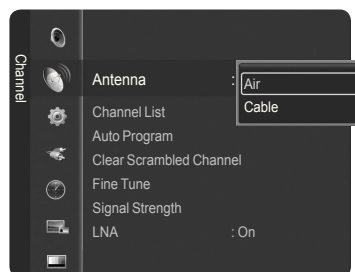 Channel
Antenna :
Air
Cable
Channel List
Auto Program
Clear Scrambled Channel
Fine Tune
Signal Strength
LNA : On